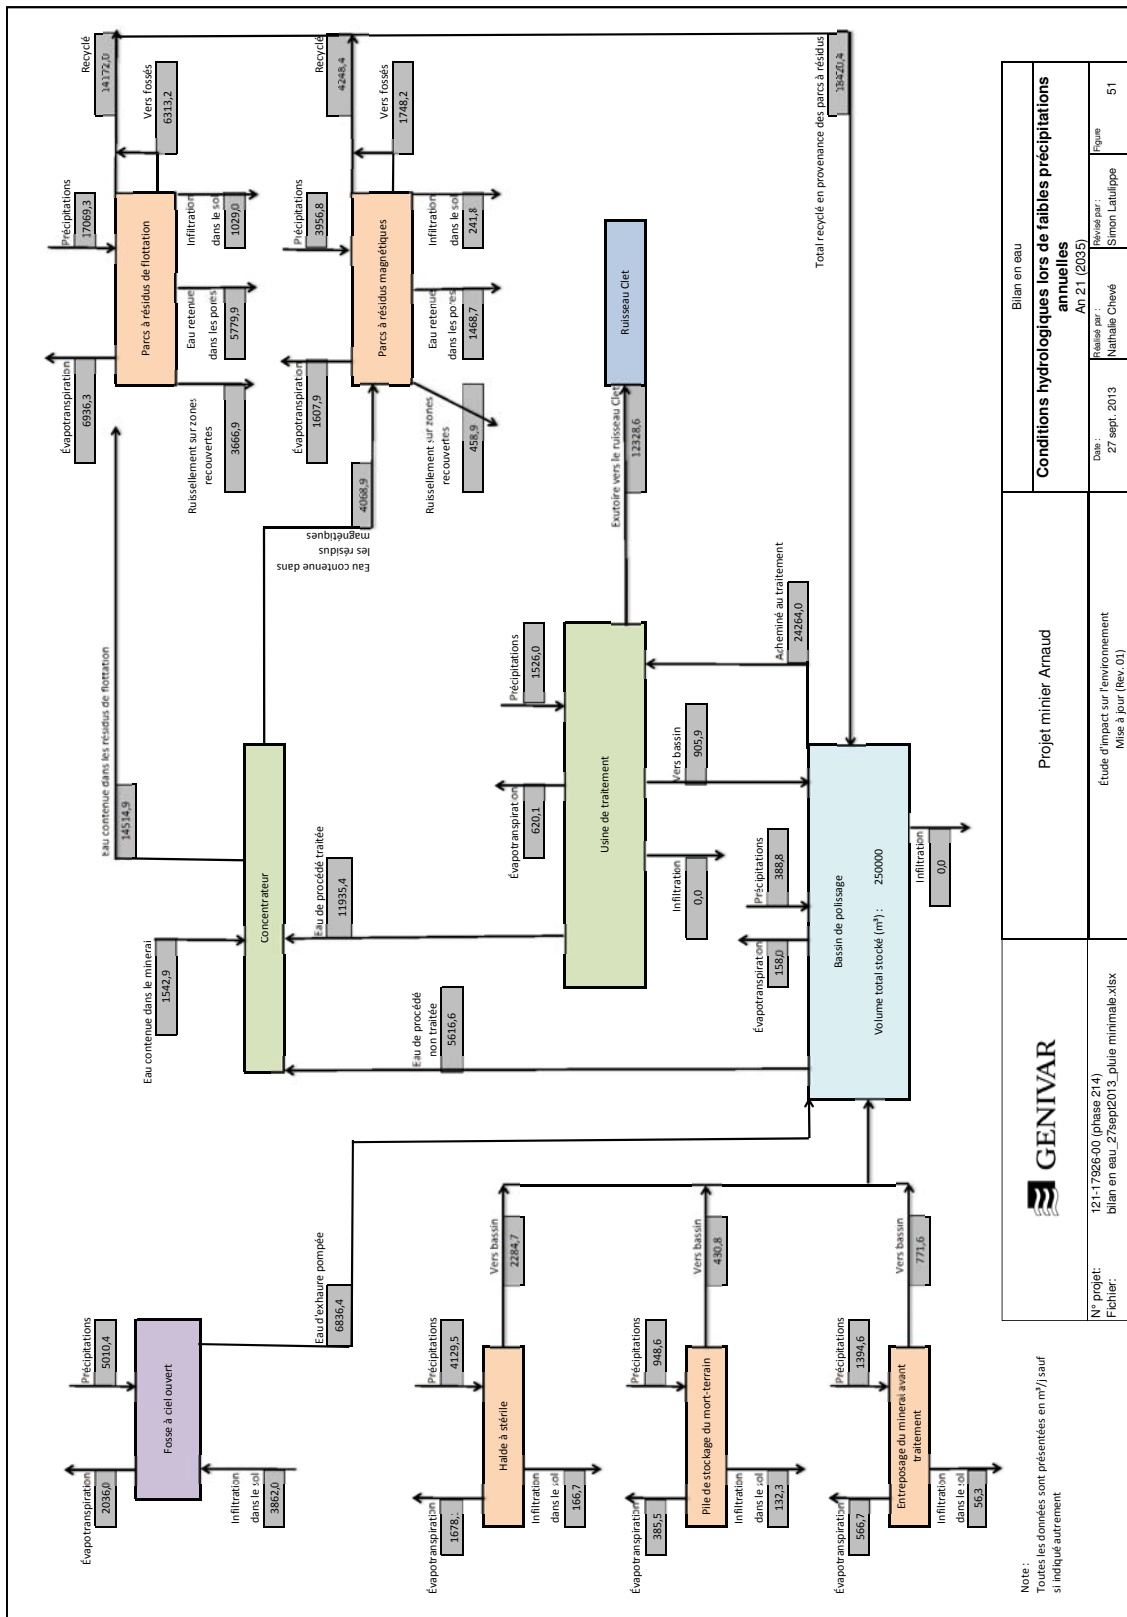 Évapotranspiration
2036,0
Précipitations
5010,4
Fosse à ciel ouvert
Infiltration
dans le sol
3862,0
Eau d'exhaure pompée
6836,4
Évapotranspiration
Précipitations
4129,5
Halde à stérile
Infiltration
dans le sol
166,7
Vers bassin
2284,7
Évapotranspiration
385,5
Précipitations
948,6
Pile de stockage du mort-terrain
Infiltration
dans le sol
132,3
Vers bassin
430,8
Évapotranspiration
566,7
Précipitations
1394,6
Entreposage du minerai avant
traitement
Infiltration
dans le sol
56,3
Vers bassin
771,6
Eau contenue dans le minerai
1542,9
Concentrateur
Eau contenue dans les résidus de flottation
14514,9
Eau de procédé traitée
11935,4
Eau de procédé
non traitée
5616,6
Eau contenue dans
les résidus
magnétiques
4068,9
Évapotranspiration
620,1
Précipitations
1526,0
Usine de traitement
Infiltration
0,0
Vers bassin
905,9
Acheminé au traitement
24264,0
Évapotranspiration
158,0
Précipitations
388,8
Bassin de polissage
Volume total stocké (m³) : 250000
Infiltration
0,0
Évapotranspiration
6936,3
Précipitations
17069,3
Recyclé
14172,0
Parcs à résidus de flottation
Vers fossés
6313,2
Ruissellement sur zones
recouvertes
3666,9
Eau retenue
dans les pores
5779,9
Infiltration
dans le sol
1029,0
Évapotranspiration
1607,9
Précipitations
3956,8
Recyclé
4248,4
Parcs à résidus magnétiques
Vers fossés
1748,2
Ruissellement sur zones
recouvertes
458,9
Eau retenue
dans les pores
1468,7
Infiltration
dans le sol
241,8
Exutoire vers le ruisseau Clet
12328,6
Ruisseau Clet
Total recyclé en provenance des parcs à résidus
18420,4
Note :
Toutes les données sont présentées en m³/j sauf
si indiqué autrement
GENIVAR
N° projet: 121-17926-00 (phase 214)
Fichier: bilan en eau_27sept2013_pluie minimale.xlsx
Projet minier Arnaud
Étude d'impact sur l'environnement
Mise à jour (Rev. 01)
Bilan en eau
Conditions hydrologiques lors de faibles précipitations
annuelles
An 21 (2035)
Date :
27 sept. 2013
Réalisé par :
Nathalie Chevé
Révisé par :
Simon Latulippe
Figure
51